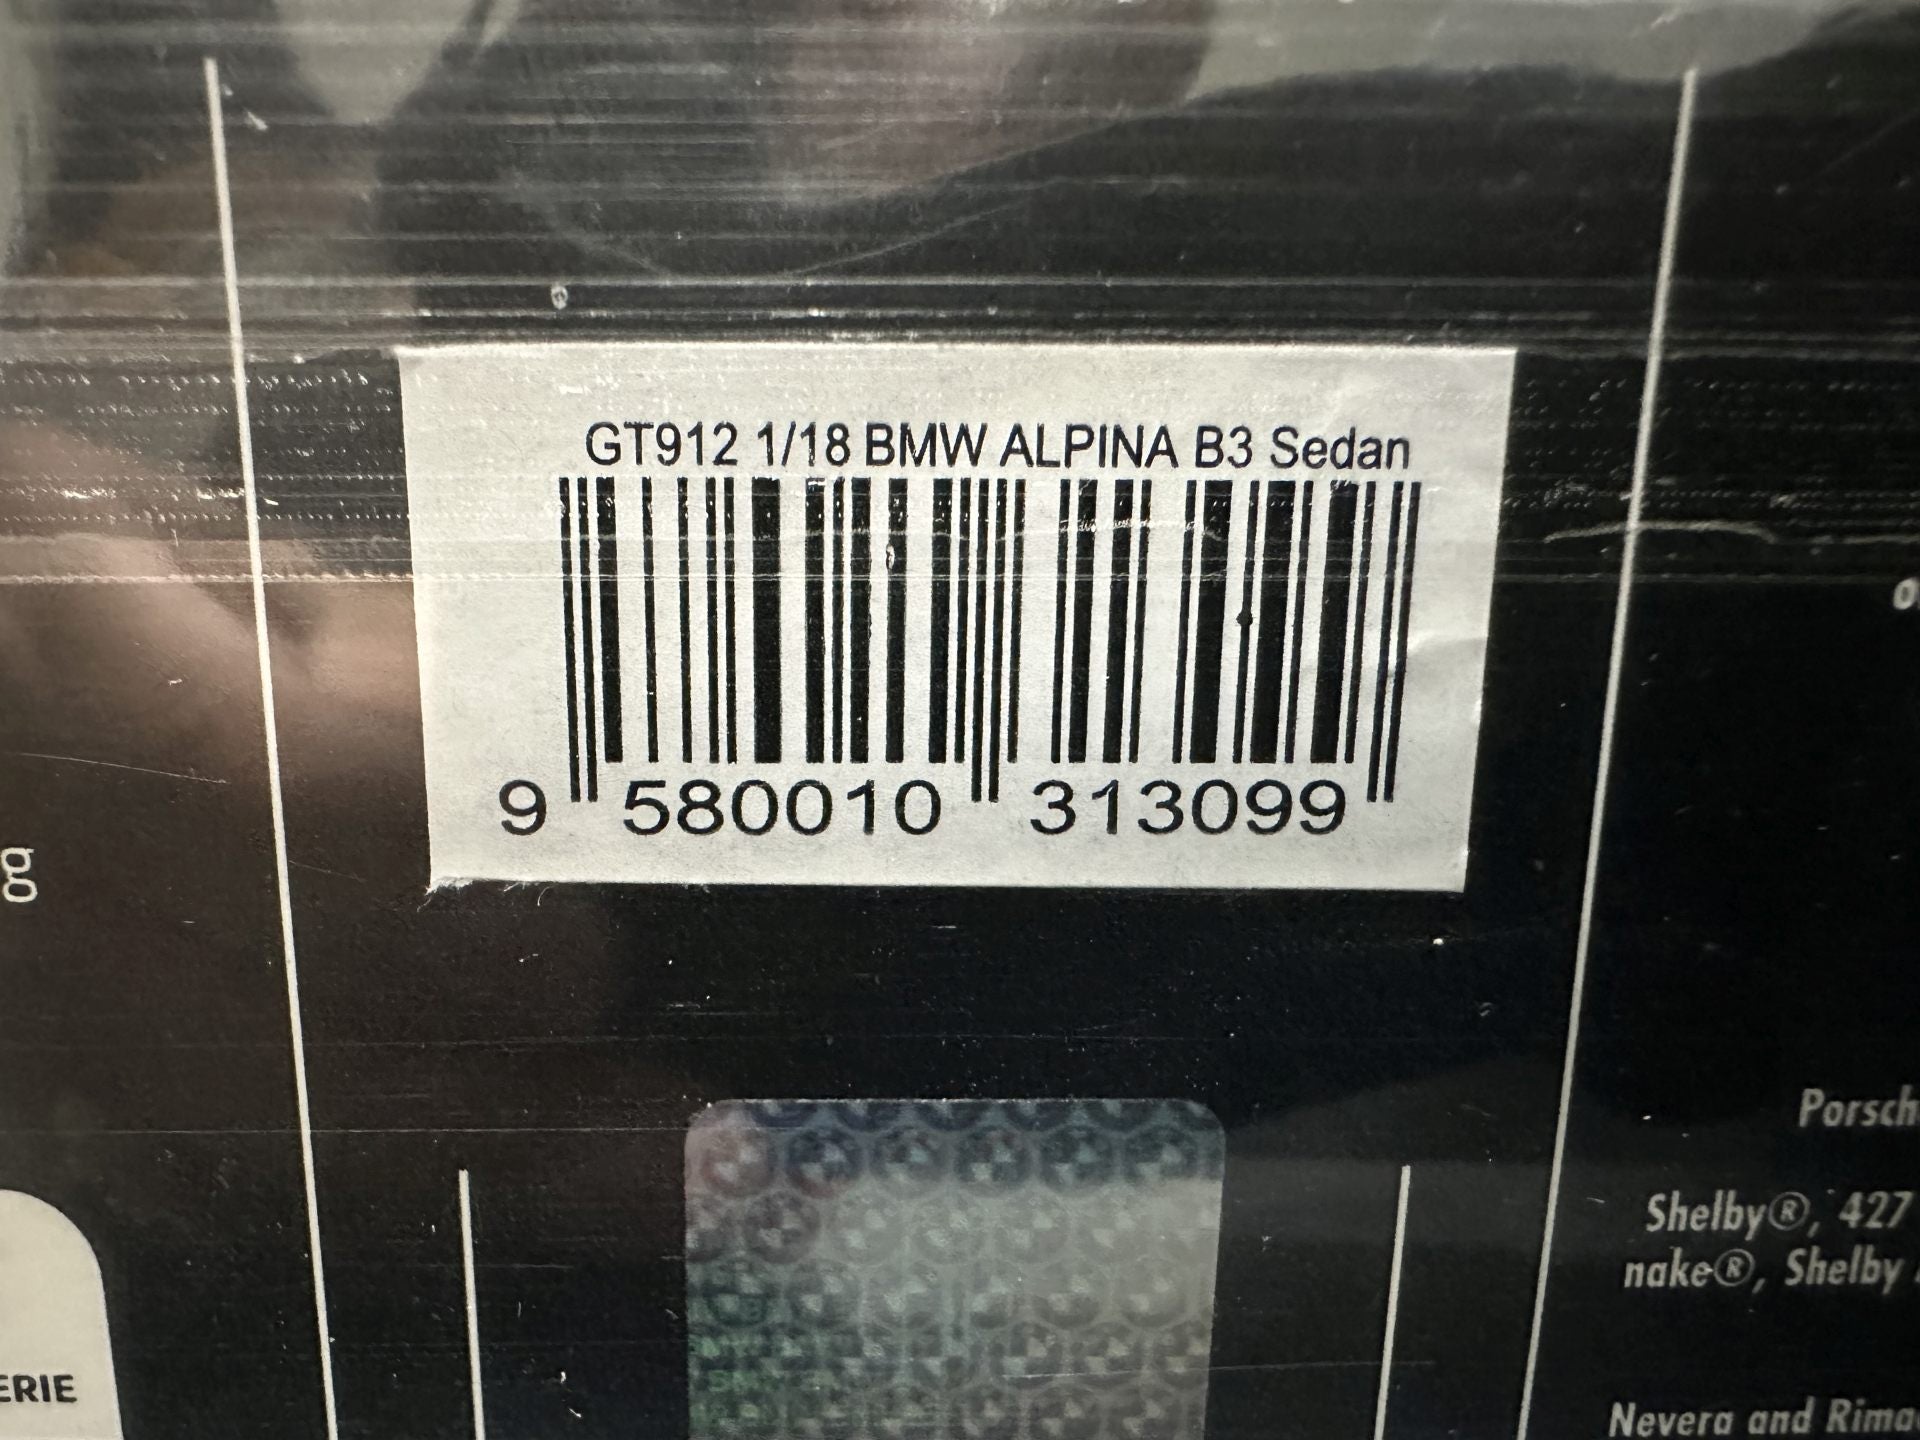 GT912 1/18 BMW ALPINA B3 Sedan
9 580010 313099
g
Porsch
Shelby®, 427
nake®, Shelby
ERIE
Nevera and Rima